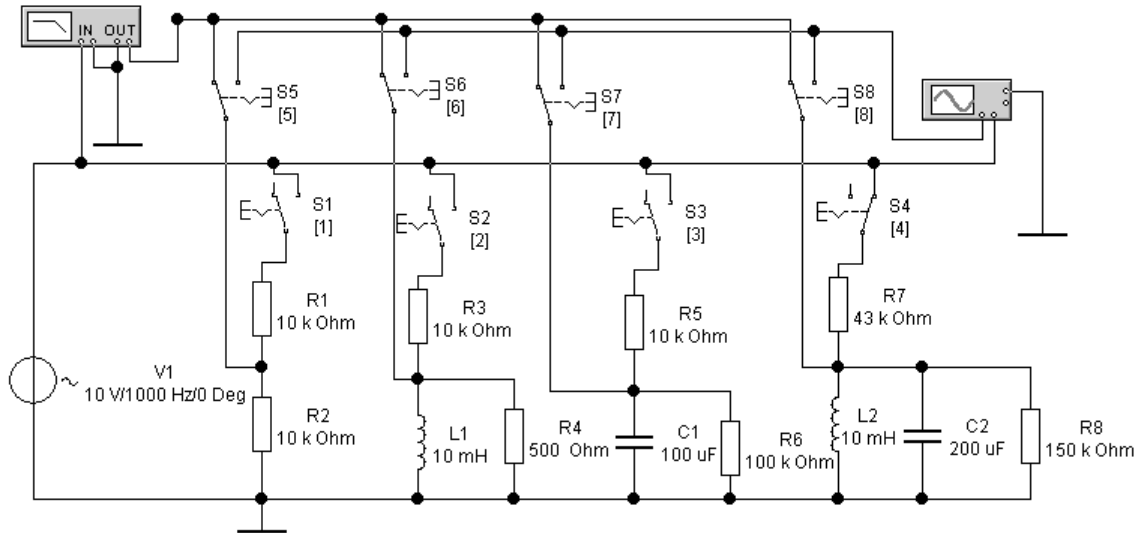 IN OUT
S5
[5]
S6
[6]
S7
[7]
S8
[8]
S1
[1]
S2
[2]
S3
[3]
S4
[4]
R1
10 k Ohm
R3
10 k Ohm
R5
10 k Ohm
R7
43 k Ohm
V1
10 V/1000 Hz/0 Deg
R2
10 k Ohm
L1
10 mH
R4
500 Ohm
C1
100 uF
R6
100 k Ohm
L2
10 mH
C2
200 uF
R8
150 k Ohm